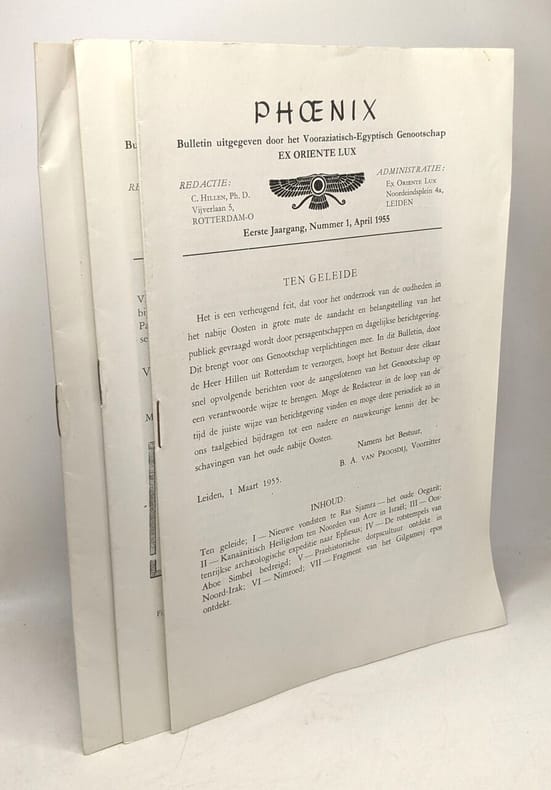 PHŒNIX
Bulletin uitgegeven door het Vooraziatisch-Egyptisch Genootschap
EX ORIENTE LUX
REDACTIE:
C. HILLEN, Ph. D.
Vijverlaan 5,
ROTTERDAM-O
ADMINISTRATIE:
EX ORIENTE LUX
Noordeindsplein 4a,
LEIDEN
Eerste Jaargang, Nummer 1, April 1955
TEN GELEIDE
Het is een verheugend feit, dat voor het onderzoek van de oudheden in
het nabije Oosten in grote mate de aandacht en belangstelling van het
publiek gevraagd wordt door persagentschappen en dagelijkse berichtgeving.
Dit brengt voor ons Genootschap verplichtingen mee. In dit Bulletin, door
de Heer Hillen uit Rotterdam te verzorgen, hoopt het Bestuur deze elkaar
snel opvolgende berichten voor de aangeslotenen van het Genootschap op
een verantwoorde wijze te brengen. Moge de Redacteur in de loop van de
tijd de juiste wijze van berichtgeving vinden en moge deze periodiek zo in
ons taalgebied bijdragen tot een nadere en nauwkeurige kennis der be-
schavingen van het oude nabije Oosten.
Namens het Bestuur,
B. A. VAN PROOSDIJ, Voorzitter
Leiden, 1 Maart 1955.
INHOUD:
Ten geleide; I — Nieuwe vondsten te Ras Sjamra — het oude Oegarit;
II — Kanaänitisch Heiligdom ten Noorden van Acre in Israël; III — Oos-
tenrijkse archæologische expeditie naar Ephesus; IV — De rotstempels van
Aboe Simbel bedreigd; V — Praehistorische dorpscultuur ontdekt in
Noord-Irak; VI — Nimroed; VII — Fragment van het Gilgamesj epos
ontdekt.